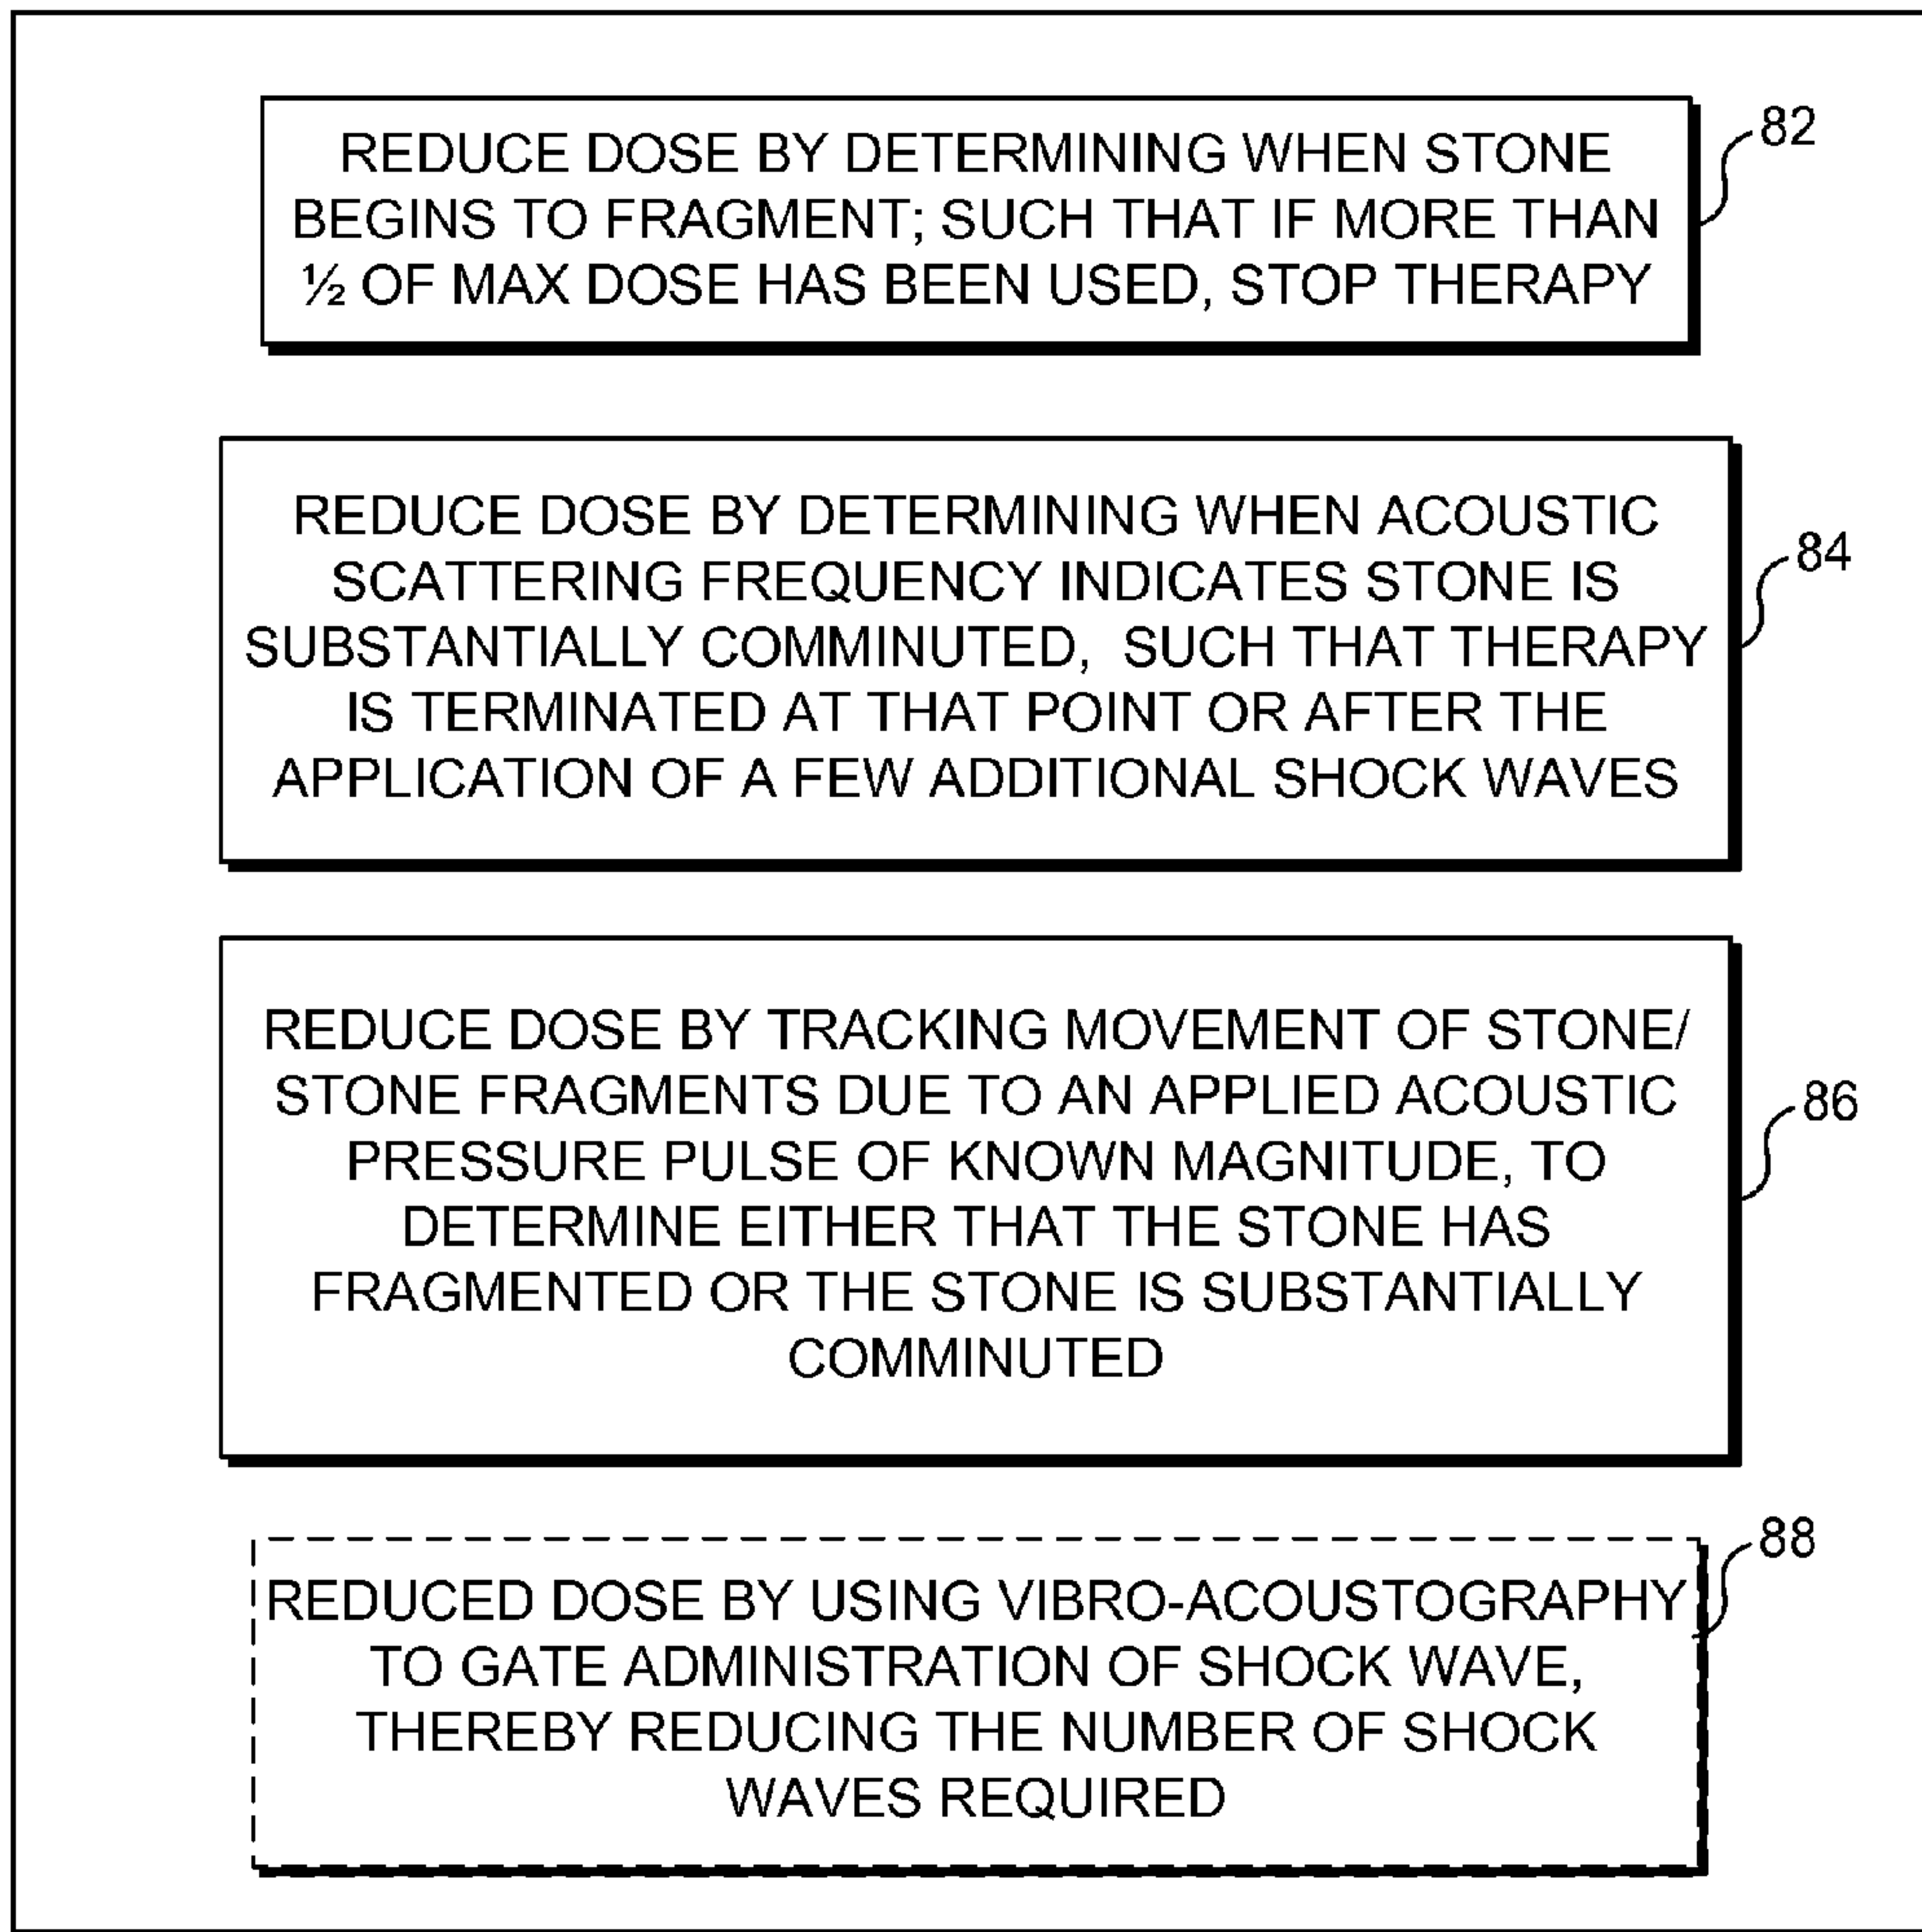 REDUCE DOSE BY DETERMINING WHEN STONE
BEGINS TO FRAGMENT; SUCH THAT IF MORE THAN
½ OF MAX DOSE HAS BEEN USED, STOP THERAPY
82
REDUCE DOSE BY DETERMINING WHEN ACOUSTIC
SCATTERING FREQUENCY INDICATES STONE IS
SUBSTANTIALLY COMMINUTED, SUCH THAT THERAPY
IS TERMINATED AT THAT POINT OR AFTER THE
APPLICATION OF A FEW ADDITIONAL SHOCK WAVES
84
REDUCE DOSE BY TRACKING MOVEMENT OF STONE/
STONE FRAGMENTS DUE TO AN APPLIED ACOUSTIC
PRESSURE PULSE OF KNOWN MAGNITUDE, TO
DETERMINE EITHER THAT THE STONE HAS
FRAGMENTED OR THE STONE IS SUBSTANTIALLY
COMMINUTED
86
REDUCED DOSE BY USING VIBRO-ACOUSTOGRAPHY
TO GATE ADMINISTRATION OF SHOCK WAVE,
THEREBY REDUCING THE NUMBER OF SHOCK
WAVES REQUIRED
88